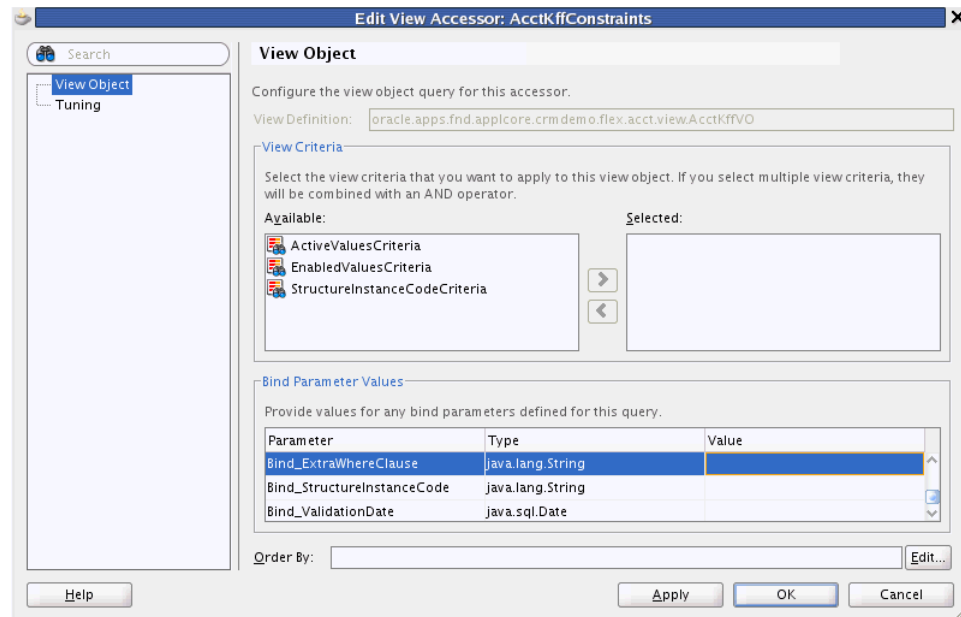 Edit View Accessor: AcctKffConstraints
Search
View Object
Tuning
View Object
Configure the view object query for this accessor.
View Definition: oracle.apps.fnd.applcore.crmdemo.flex.acct.view.AcctKffVO
View Criteria
Select the view criteria that you want to apply to this view object. If you select multiple view criteria, they
will be combined with an AND operator.
Available: Selected:
ActiveValuesCriteria
EnabledValuesCriteria
StructureInstanceCodeCriteria
Bind Parameter Values
Provide values for any bind parameters defined for this query.
Parameter Type Value
Bind_ExtraWhereClause java.lang.String
Bind_StructureInstanceCode java.lang.String
Bind_ValidationDate java.sql.Date
Order By: Edit...
Help Apply OK Cancel